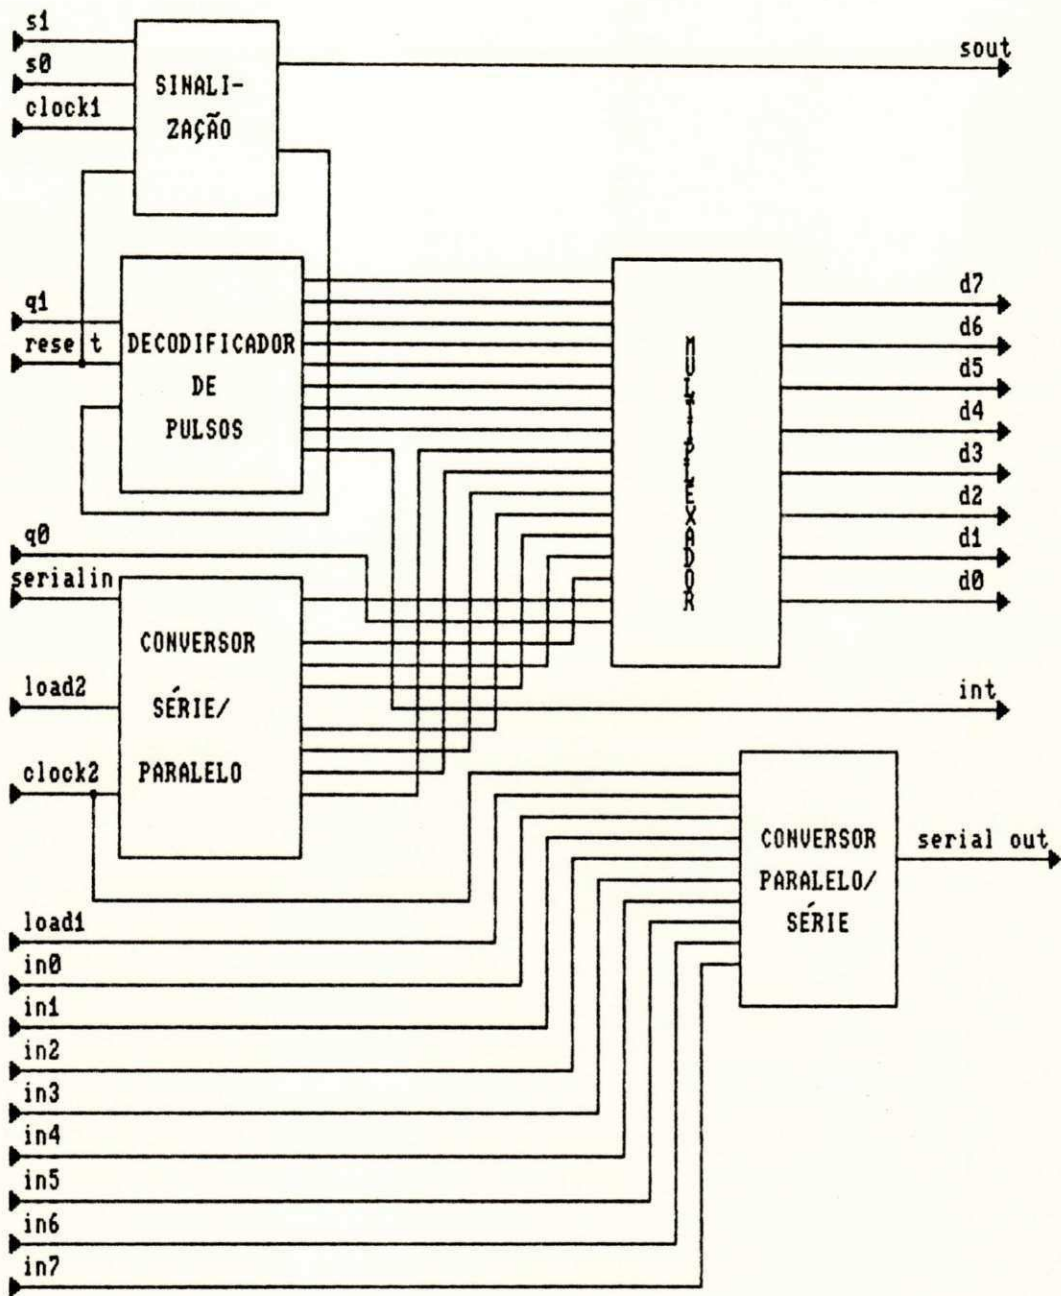 s1
s0
clock1
SINALI-
ZAÇÃO
sout
q1
reset
DECODIFICADOR
DE
PULSOS
MULTIPLEXADOR
d7
d6
d5
d4
d3
d2
d1
d0
q0
serialin
load2
clock2
CONVERSOR
SÉRIE/
PARALELO
int
CONVERSOR
PARALELO/
SÉRIE
serial out
load1
in0
in1
in2
in3
in4
in5
in6
in7